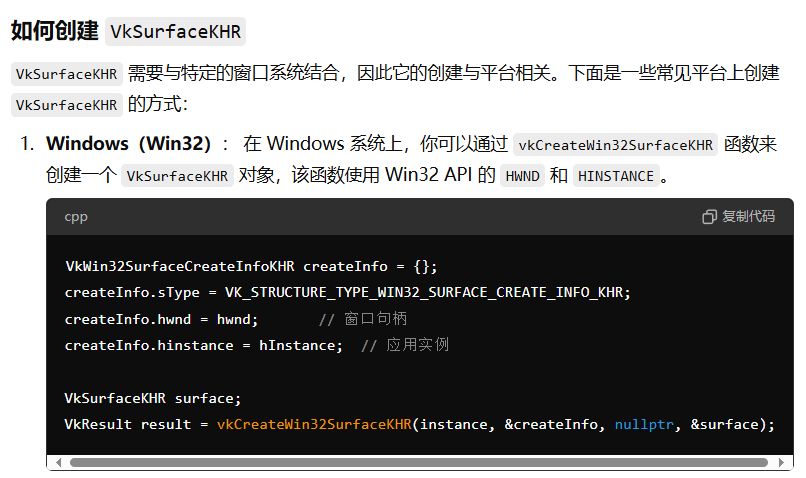 如何创建 VkSurfaceKHR
VkSurfaceKHR 需要与特定的窗口系统结合，因此它的创建与平台相关。下面是一些常见平台上创建
VkSurfaceKHR 的方式：
1. Windows（Win32）： 在 Windows 系统上，你可以通过 vkCreateWin32SurfaceKHR 函数来
创建一个 VkSurfaceKHR 对象，该函数使用 Win32 API 的 HWND 和 HINSTANCE。
cpp 复制代码
VkWin32SurfaceCreateInfoKHR createInfo = {};
createInfo.sType = VK_STRUCTURE_TYPE_WIN32_SURFACE_CREATE_INFO_KHR;
createInfo.hwnd = hwnd;       // 窗口句柄
createInfo.hinstance = hInstance;  // 应用实例
VkSurfaceKHR surface;
VkResult result = vkCreateWin32SurfaceKHR(instance, &createInfo, nullptr, &surface);